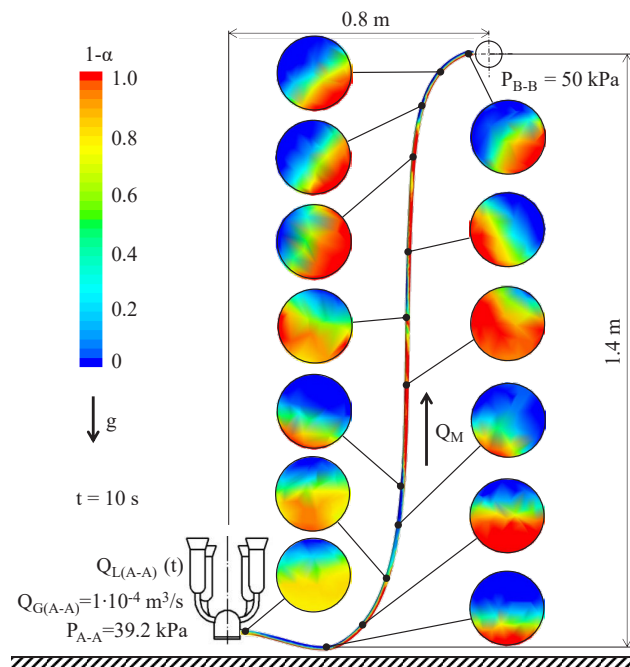 0.8 m
1-α
1.0
0.8
0.6
0.4
0.2
0
P_B-B = 50 kPa
1.4 m
g
Q_M
t = 10 s
Q_L(A-A) (t)
Q_G(A-A)=1·10⁻⁴ m³/s
P_A-A=39.2 kPa